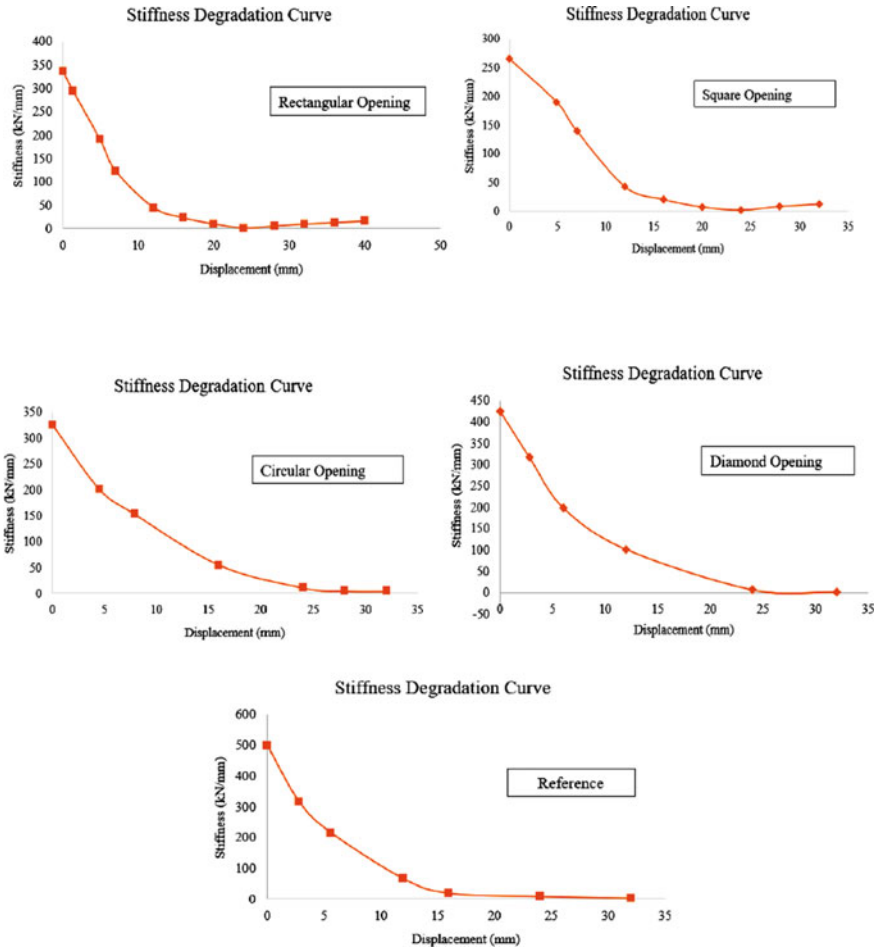 Stiffness Degradation Curve
400
350
300
250
200
150
100
50
0
Stiffness (kN/mm)
Rectangular Opening
0 10 20 30 40 50
Displacement (mm)
Stiffness Degradation Curve
300
250
200
150
100
50
0
Stiffness (kN/mm)
Square Opening
0 5 10 15 20 25 30 35
Displacement (mm)
Stiffness Degradation Curve
350
300
250
200
150
100
50
0
Stiffness (kN/mm)
Circular Opening
0 5 10 15 20 25 30 35
Displacement (mm)
Stiffness Degradation Curve
450
400
350
300
250
200
150
100
50
0
-50
Stiffness (kN/mm)
Diamond Opening
0 5 10 15 20 25 30 35
Displacement (mm)
Stiffness Degradation Curve
600
500
400
300
200
100
0
Stiffness (kN/mm)
Reference
0 5 10 15 20 25 30 35
Displacement (mm)